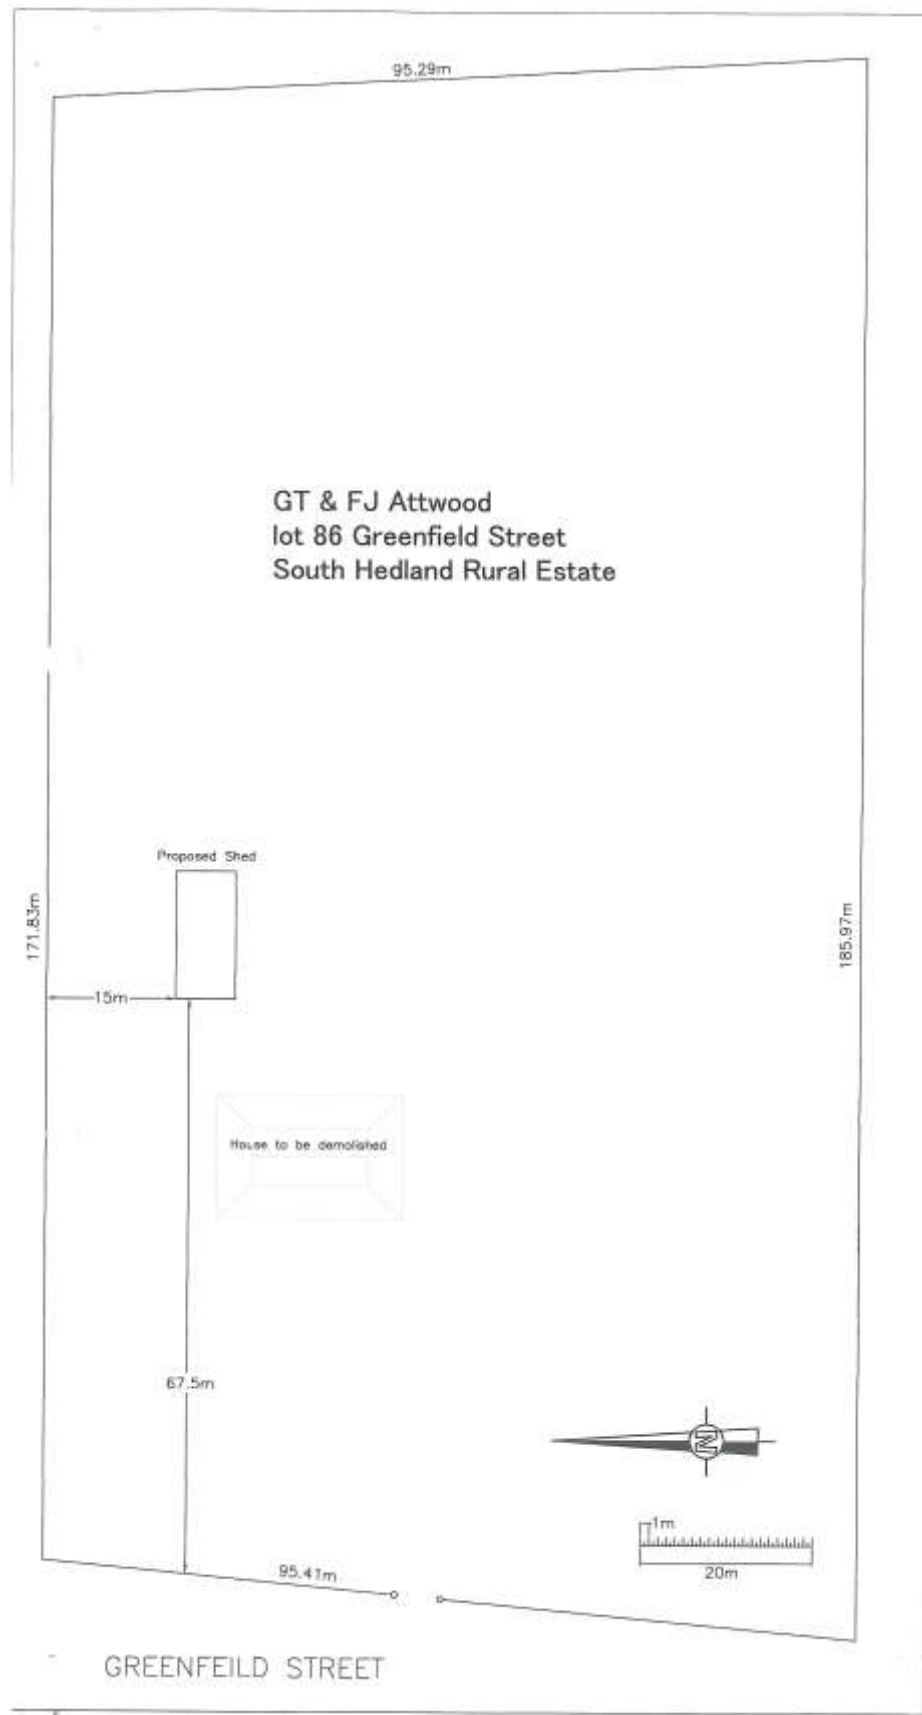 95.29m
GT & FJ Attwood
lot 86 Greenfield Street
South Hedland Rural Estate
Proposed Shed
171.83m
185.97m
15m
House to be demolished
67.5m
N
1m
20m
95.41m
GREENFEILD STREET